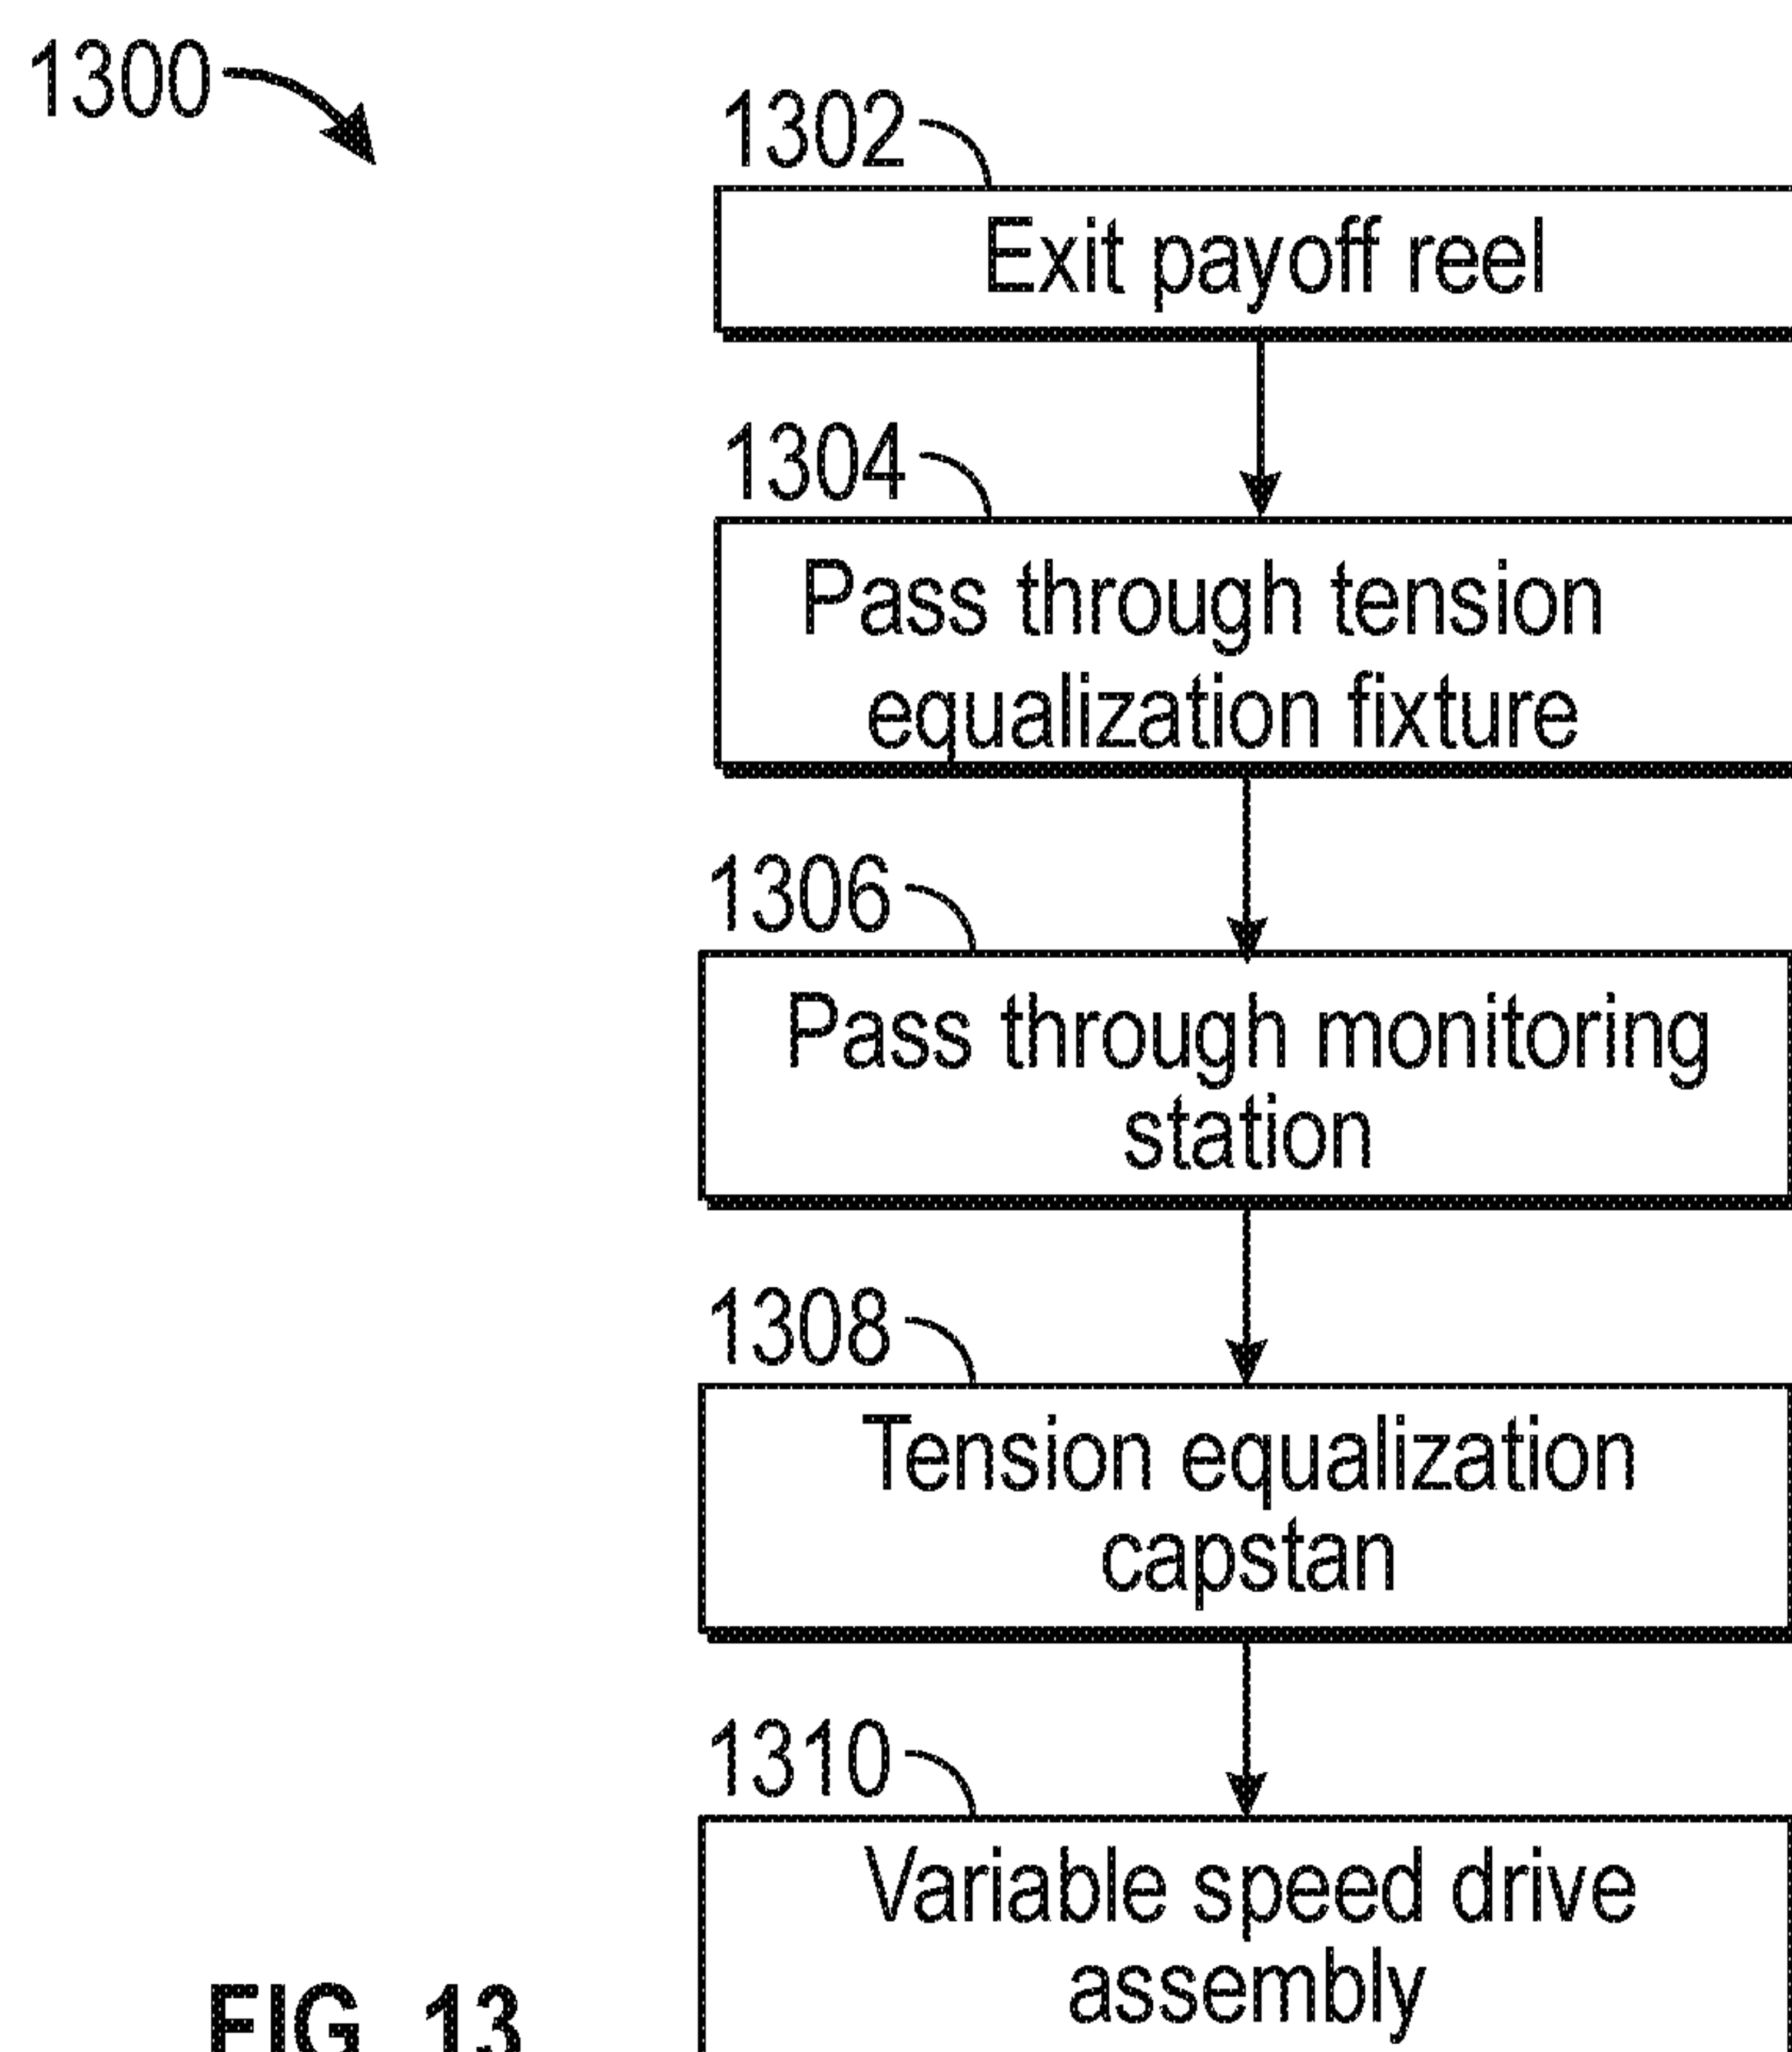 1300
1302
Exit payoff reel
1304
Pass through tension
equalization fixture
1306
Pass through monitoring
station
1308
Tension equalization
capstan
1310
Variable speed drive
assembly
FIG. 13